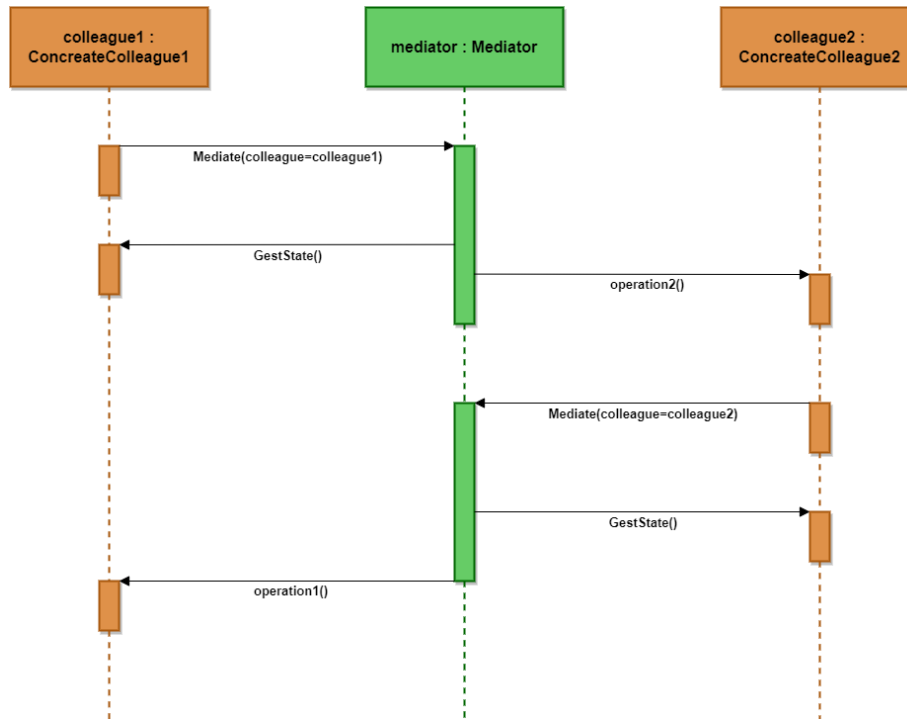 colleague1 :
ConcreateColleague1
mediator : Mediator
colleague2 :
ConcreateColleague2
Mediate(colleague=colleague1)
GestState()
operation2()
Mediate(colleague=colleague2)
GestState()
operation1()